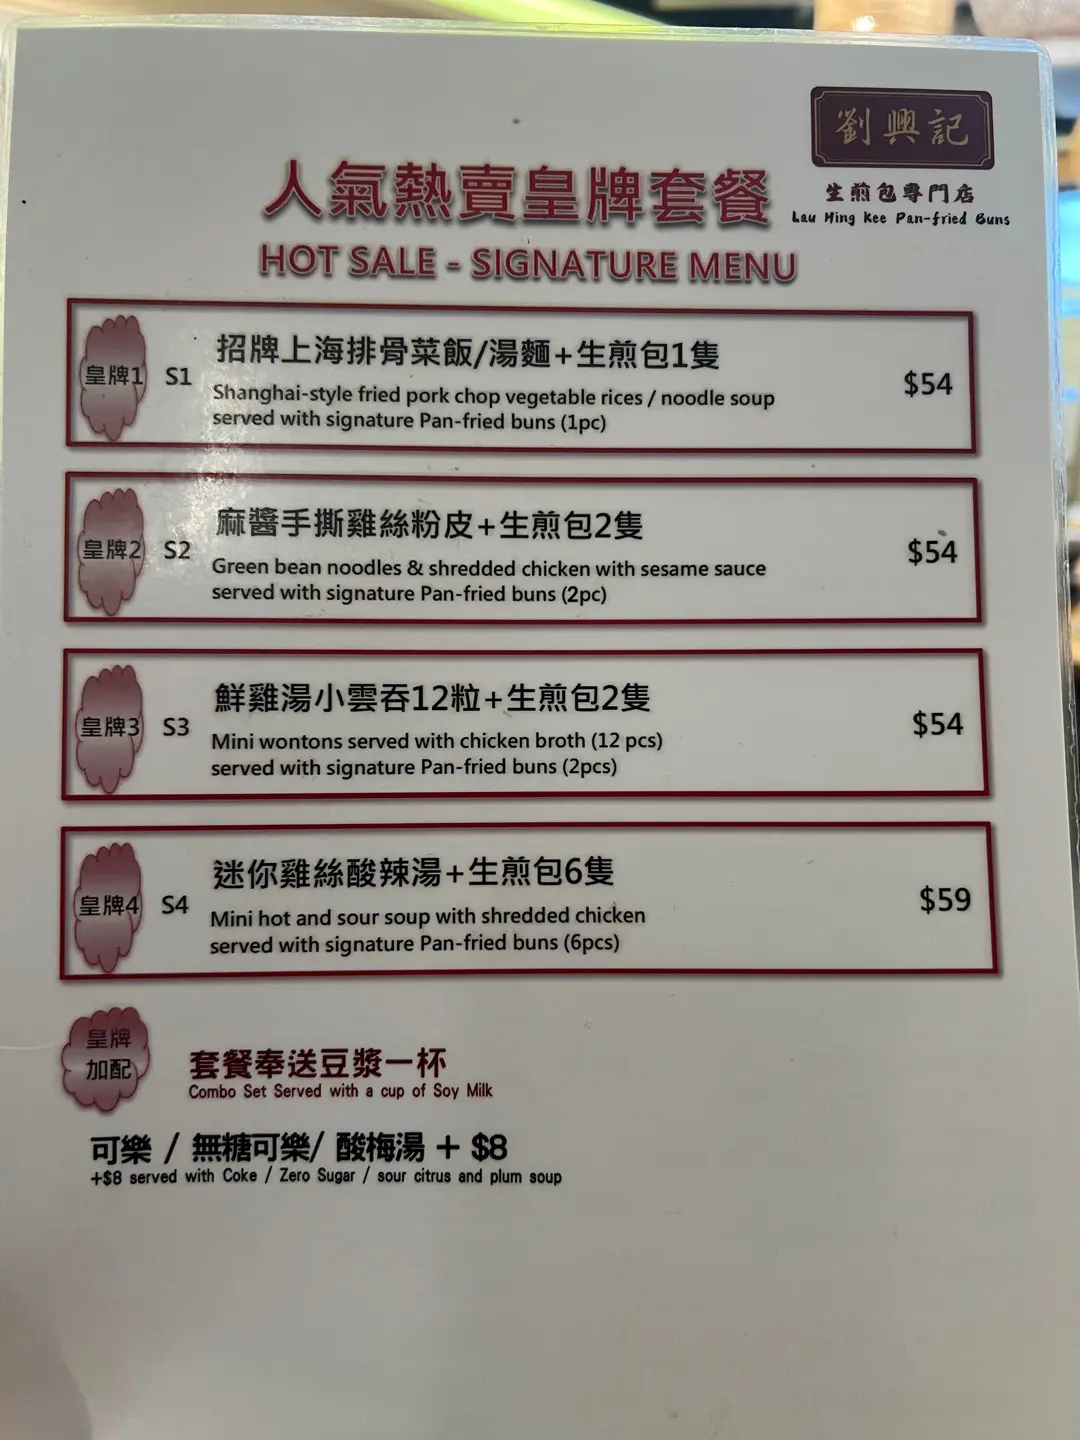 劉興記
生煎包專門店
Lau Hing Kee Pan-fried Buns
人氣熱賣皇牌套餐
HOT SALE - SIGNATURE MENU
皇牌1 S1 招牌上海排骨菜飯/湯麵+生煎包1隻 $54
Shanghai-style fried pork chop vegetable rices / noodle soup
served with signature Pan-fried buns (1pc)
皇牌2 S2 麻醬手撕雞絲粉皮+生煎包2隻 $54
Green bean noodles & shredded chicken with sesame sauce
served with signature Pan-fried buns (2pc)
皇牌3 S3 鮮雞湯小雲吞12粒+生煎包2隻 $54
Mini wontons served with chicken broth (12 pcs)
served with signature Pan-fried buns (2pcs)
皇牌4 S4 迷你雞絲酸辣湯+生煎包6隻 $59
Mini hot and sour soup with shredded chicken
served with signature Pan-fried buns (6pcs)
皇牌
加配
套餐奉送豆漿一杯
Combo Set Served with a cup of Soy Milk
可樂 / 無糖可樂/ 酸梅湯 + $8
+$8 served with Coke / Zero Sugar / sour citrus and plum soup